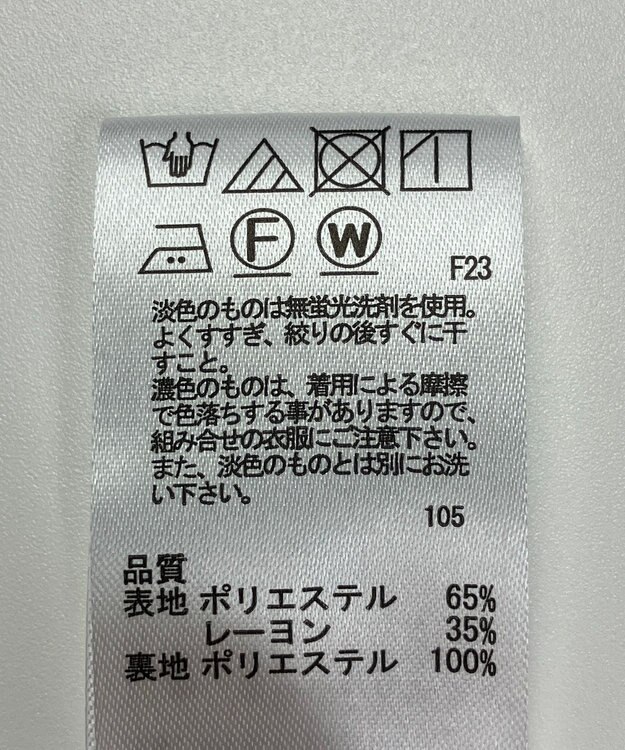 F W F23
淡色のものは無蛍光洗剤を使用。
よくすすぎ、絞りの後すぐに干
すこと。
濃色のものは、着用による摩擦
で色落ちする事がありますので、
組み合せの衣服にご注意下さい。
また、淡色のものとは別にお洗
い下さい。
105
品質
表地 ポリエステル 65%
レーヨン 35%
裏地 ポリエステル 100%